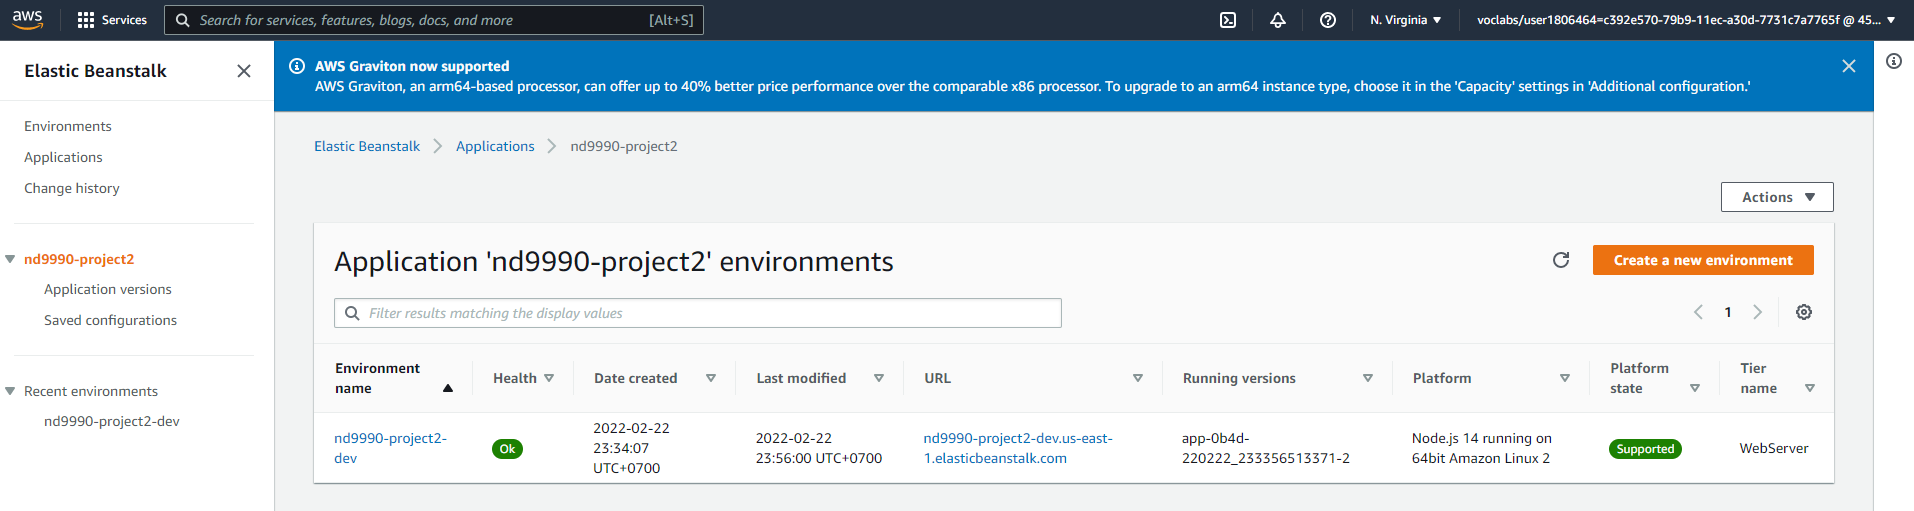 aws Services Search for services, features, blogs, docs, and more [Alt+S] N. Virginia voclabs/user1806464=c392e570-79b9-11ec-a30d-7731c7a7765f @ 45...
Elastic Beanstalk
Environments
Applications
Change history
nd9990-project2
Application versions
Saved configurations
Recent environments
nd9990-project2-dev
AWS Graviton now supported
AWS Graviton, an arm64-based processor, can offer up to 40% better price performance over the comparable x86 processor. To upgrade to an arm64 instance type, choose it in the 'Capacity' settings in 'Additional configuration.'
Elastic Beanstalk Applications nd9990-project2
Actions
Application 'nd9990-project2' environments
Create a new environment
Filter results matching the display values
1
Environment
name
Health
Date created
Last modified
URL
Running versions
Platform
Platform
state
Tier
name
nd9990-project2-
dev
Ok
2022-02-22
23:34:07
UTC+0700
2022-02-22
23:56:00 UTC+0700
nd9990-project2-dev.us-east-
1.elasticbeanstalk.com
app-0b4d-
220222_233356513371-2
Node.js 14 running on
64bit Amazon Linux 2
Supported
WebServer